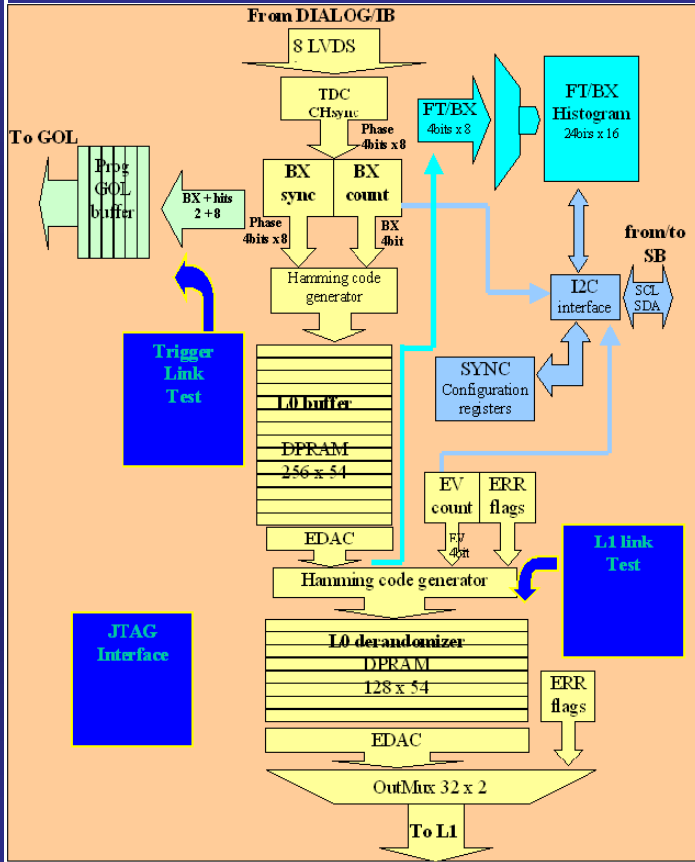 From DIALOG/IB
8 LVDS
TDC
CHsync
Phase
4bits x 8
FT/BX
4bits x 8
FT/BX
Histogram
24bis x 16
To GOL
Prog
GOL
buffer
BX + hits
2 + 8
BX
sync
BX
count
Phase
4bits x 8
BX
4bit
from/to
SB
I2C
interface
SCL
SDA
Hamming code
generator
Trigger
Link
Test
SYNC
Configuration
registers
L0 buffer
DPRAM
256 x 54
EV
count
ERR
flags
EV
4bit
EDAC
L1 link
Test
Hamming code generator
JTAG
Interface
L0 derandomizer
DPRAM
128 x 54
ERR
flags
EDAC
OutMux 32 x 2
To L1